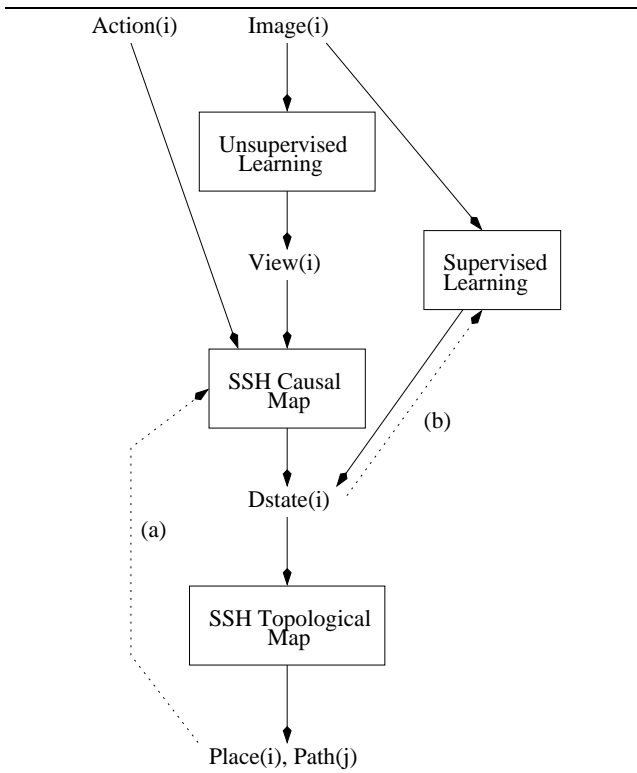 Action(i)
Image(i)
Unsupervised
Learning
View(i)
Supervised
Learning
SSH Causal
Map
(b)
Dstate(i)
(a)
SSH Topological
Map
Place(i), Path(j)